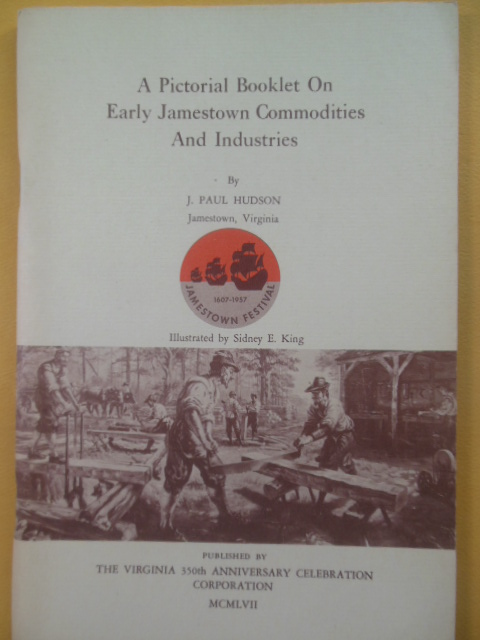 A Pictorial Booklet On
Early Jamestown Commodities
And Industries
By
J. PAUL HUDSON
Jamestown, Virginia
1607-1957
JAMESTOWN FESTIVAL
Illustrated by Sidney E. King
PUBLISHED BY
THE VIRGINIA 350th ANNIVERSARY CELEBRATION
CORPORATION
MCMLVII